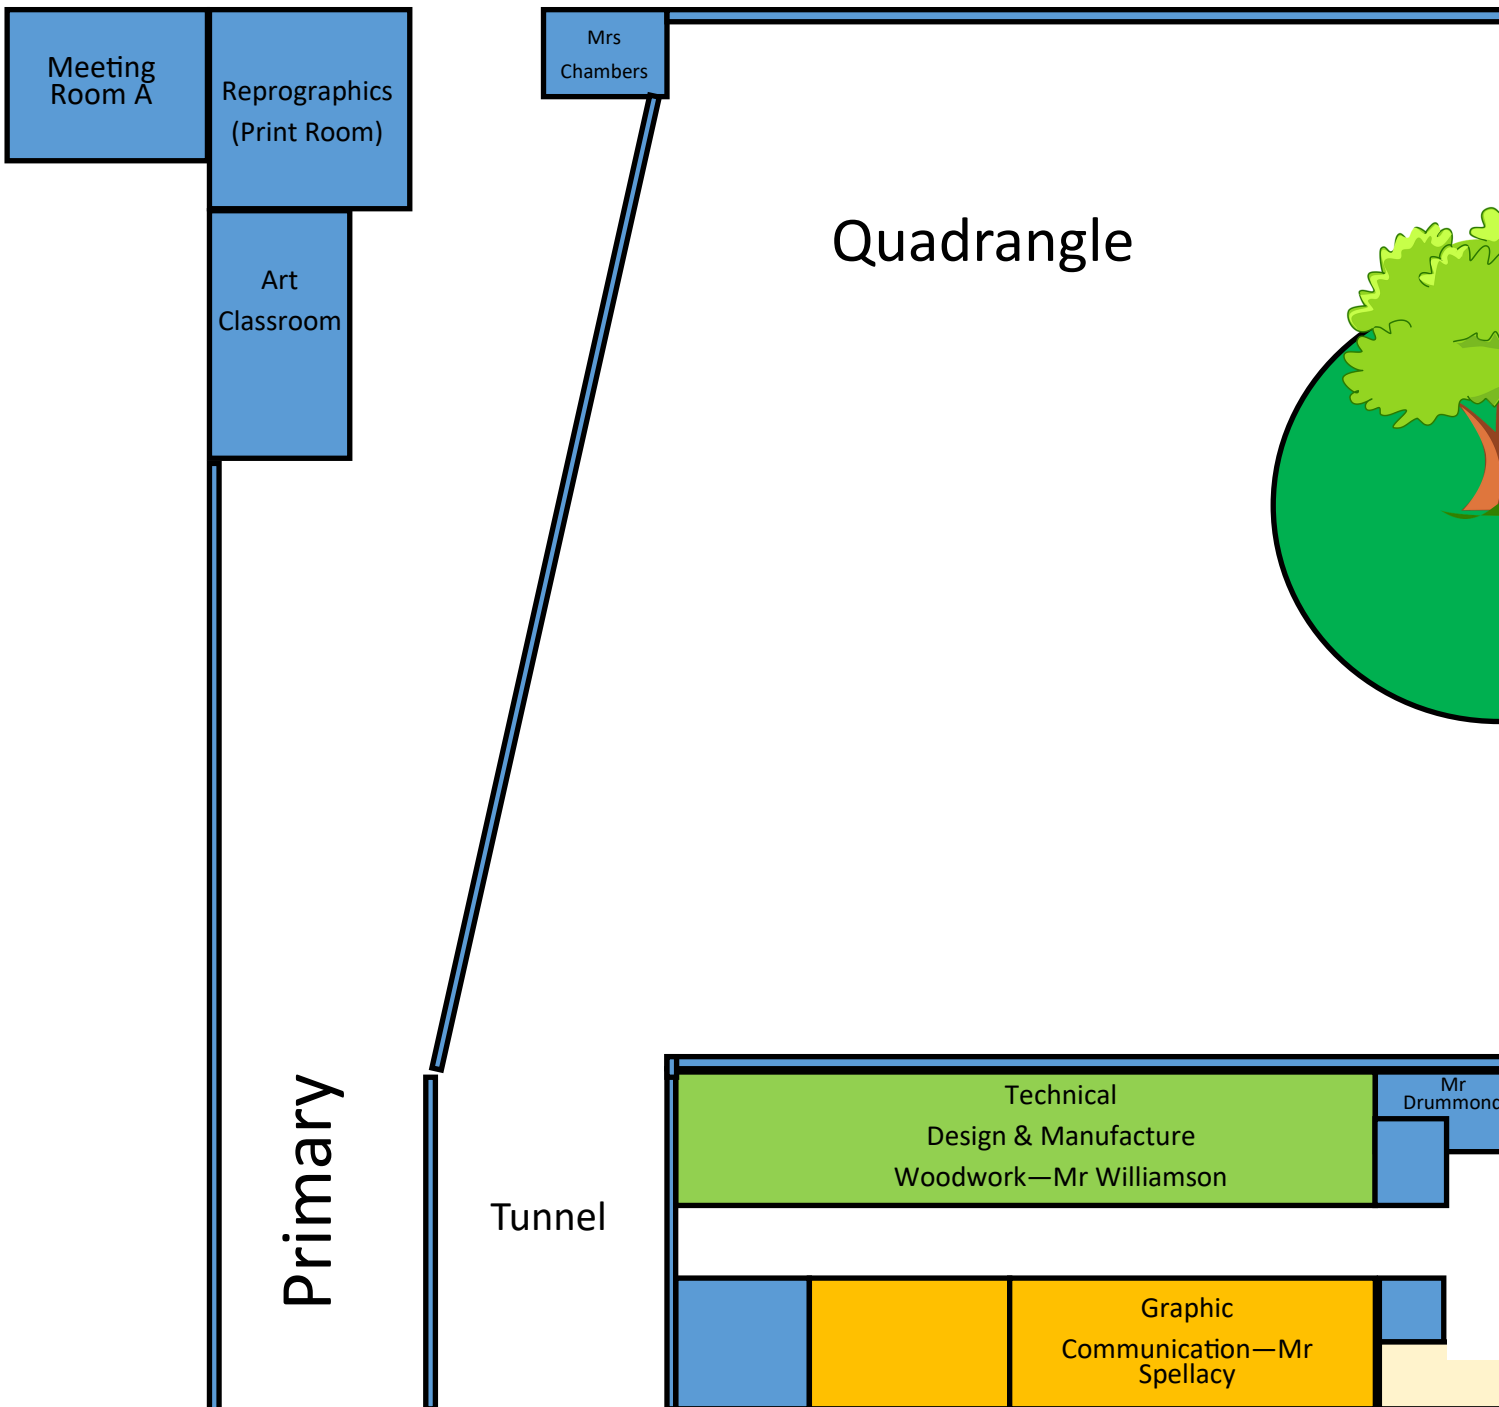 Meeting
Room A
Reprographics
(Print Room)
Mrs
Chambers
Art
Classroom
Quadrangle
Primary
Tunnel
Technical
Design & Manufacture
Woodwork—Mr Williamson
Mr
Drummond
Graphic
Communication—Mr
Spellacy